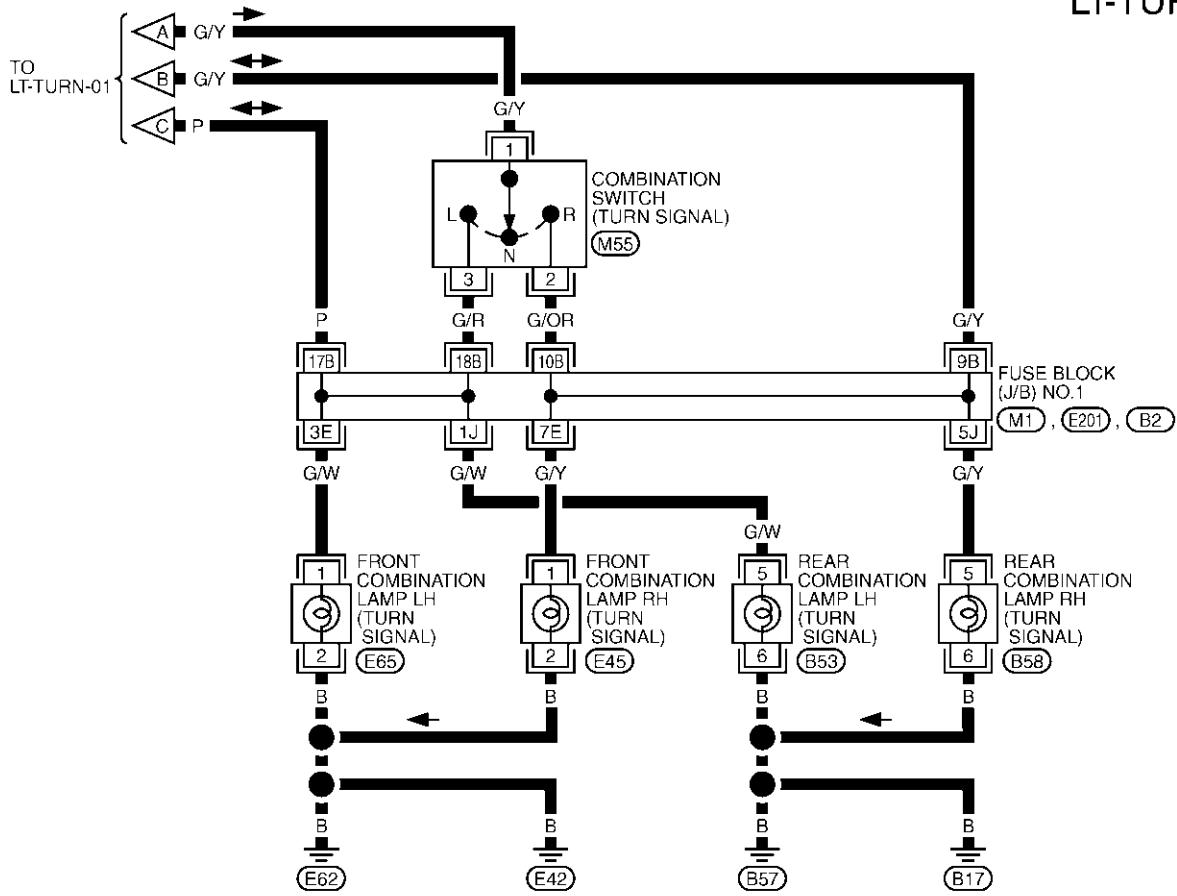 LT-TUR
A G/Y
TO
LT-TURN-01
B G/Y
C P
G/Y
1
COMBINATION
SWITCH
(TURN SIGNAL)
M55
L R
N
3 2
P G/R G/OR G/Y
17B 18B 10B 9B
FUSE BLOCK
(J/B) NO.1
M1 , E201 , B2
3E 1J 7E 5J
G/W G/W G/Y G/Y
G/W
1
FRONT
COMBINATION
LAMP LH
(TURN
SIGNAL)
2
E65
1
FRONT
COMBINATION
LAMP RH
(TURN
SIGNAL)
2
E45
5
REAR
COMBINATION
LAMP LH
(TURN
SIGNAL)
6
B53
5
REAR
COMBINATION
LAMP RH
(TURN
SIGNAL)
6
B58
B B B B
B B B B
E62 E42 B57 B17